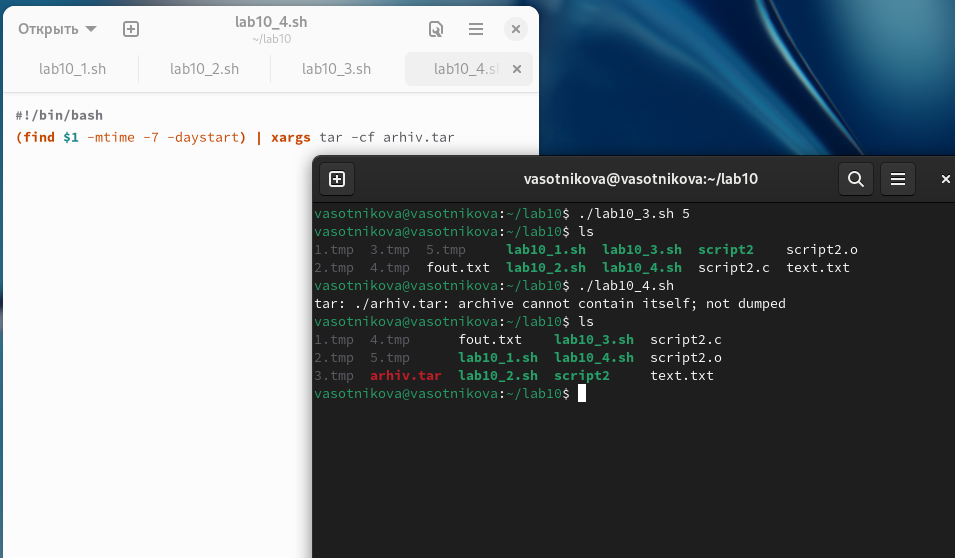 Открыть
lab10_4.sh
~/lab10
lab10_1.sh lab10_2.sh lab10_3.sh lab10_4.sh
#!/bin/bash
(find $1 -mtime -7 -daystart) | xargs tar -cf arhiv.tar
vasotnikova@vasotnikova:~/lab10
vasotnikova@vasotnikova:~/lab10$ ./lab10_3.sh 5
vasotnikova@vasotnikova:~/lab10$ ls
1.tmp 3.tmp 5.tmp lab10_1.sh lab10_3.sh script2 script2.o
2.tmp 4.tmp fout.txt lab10_2.sh lab10_4.sh script2.c text.txt
vasotnikova@vasotnikova:~/lab10$ ./lab10_4.sh
tar: ./arhiv.tar: archive cannot contain itself; not dumped
vasotnikova@vasotnikova:~/lab10$ ls
1.tmp 4.tmp fout.txt lab10_3.sh script2.c
2.tmp 5.tmp lab10_1.sh lab10_4.sh script2.o
3.tmp arhiv.tar lab10_2.sh script2 text.txt
vasotnikova@vasotnikova:~/lab10$